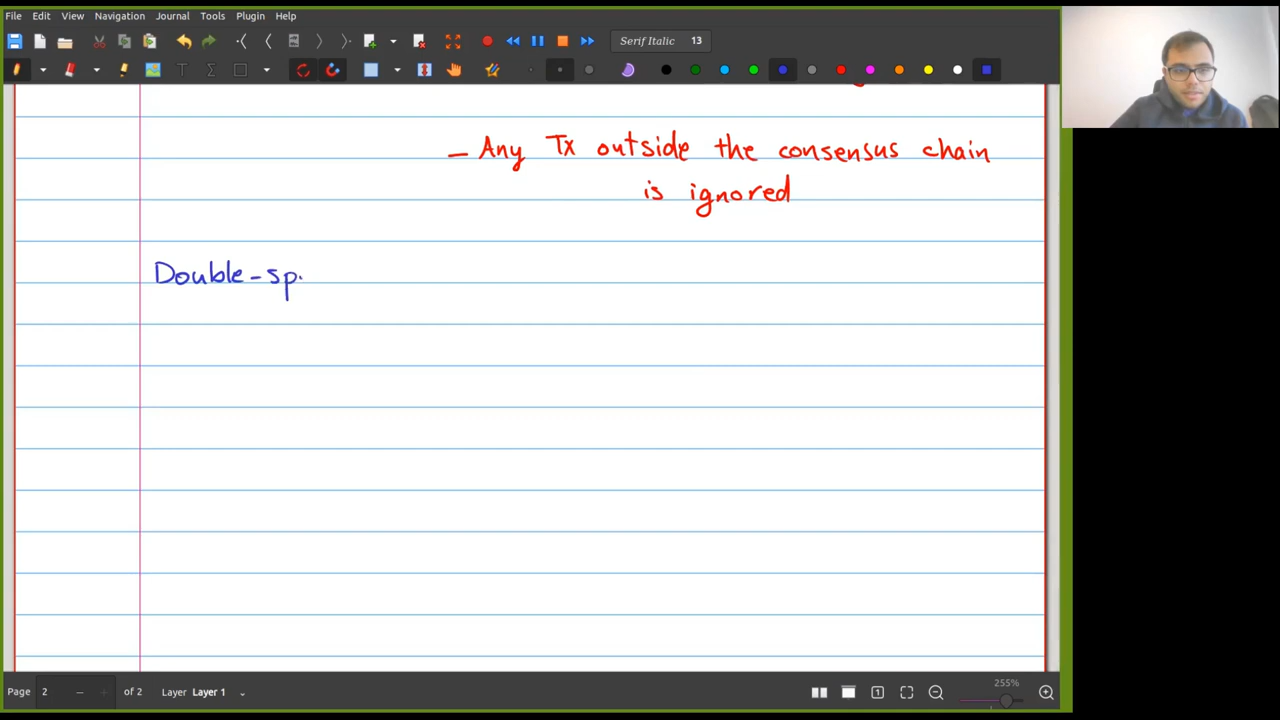 File Edit View Navigation Journal Tools Plugin Help
Serif Italic 13
– Any Tx outside the consensus chain
is ignored
Double-sp
Page 2 of 2 Layer Layer 1 255%